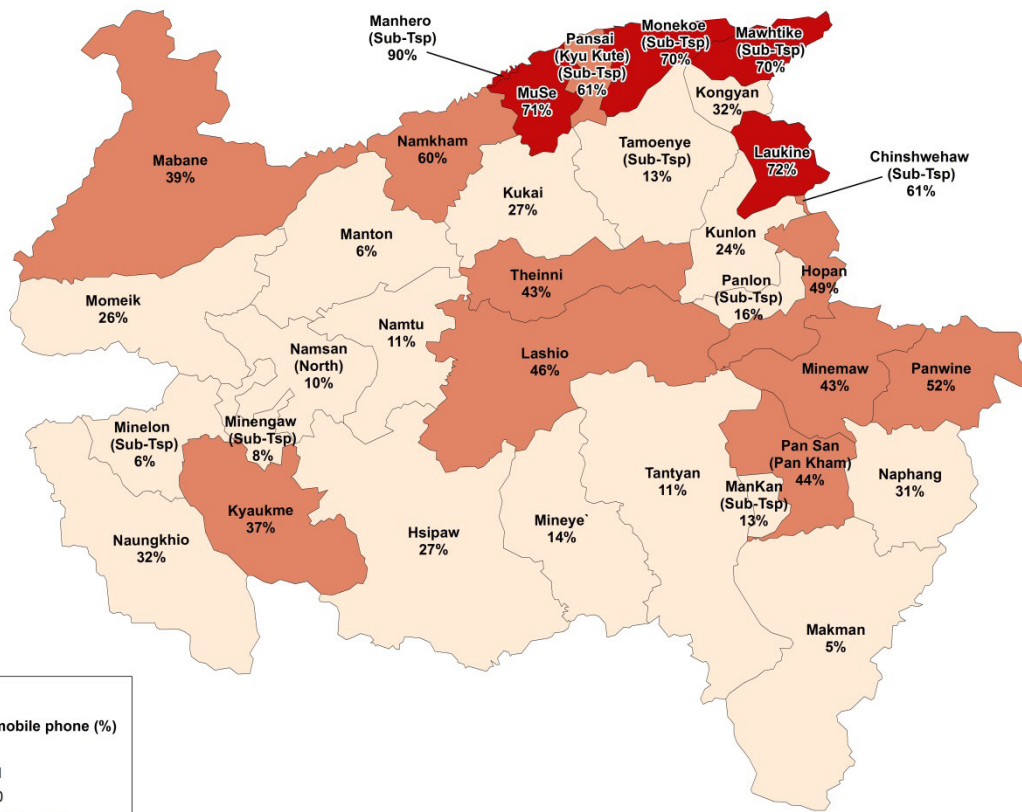 Manhero
(Sub-Tsp)
90%
Pansai
(Kyu Kute)
(Sub-Tsp)
61%
Monekoe
(Sub-Tsp)
70%
Mawhtike
(Sub-Tsp)
70%
MuSe
71%
Kongyan
32%
Mabane
39%
Namkham
60%
Tamoenye
(Sub-Tsp)
13%
Laukine
72%
Chinshwehaw
(Sub-Tsp)
61%
Kukai
27%
Manton
6%
Kunlon
24%
Theinni
43%
Hopan
49%
Panlon
(Sub-Tsp)
16%
Momeik
26%
Namtu
11%
Namsan
(North)
10%
Lashio
46%
Minemaw
43%
Panwine
52%
Minelon
(Sub-Tsp)
6%
Minengaw
(Sub-Tsp)
8%
Pan San
(Pan Kham)
44%
Naphang
31%
Tantyan
11%
ManKan
(Sub-Tsp)
13%
Kyaukme
37%
Naungkhio
32%
Hsipaw
27%
Mineye`
14%
Makman
5%
mobile phone (%)